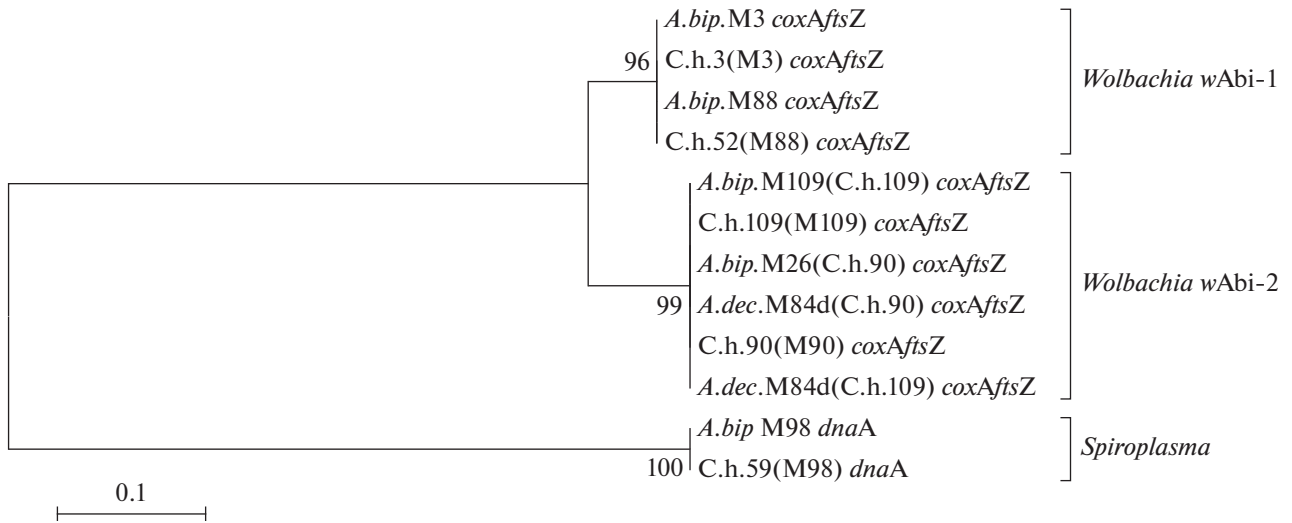 A.bip.M3 coxAftsZ
96
C.h.3(M3) coxAftsZ
Wolbachia wAbi-1
A.bip.M88 coxAftsZ
C.h.52(M88) coxAftsZ
A.bip.M109(C.h.109) coxAftsZ
C.h.109(M109) coxAftsZ
A.bip.M26(C.h.90) coxAftsZ
Wolbachia wAbi-2
99
A.dec.M84d(C.h.90) coxAftsZ
C.h.90(M90) coxAftsZ
A.dec.M84d(C.h.109) coxAftsZ
A.bip M98 dnaA
Spiroplasma
100
C.h.59(M98) dnaA
0.1